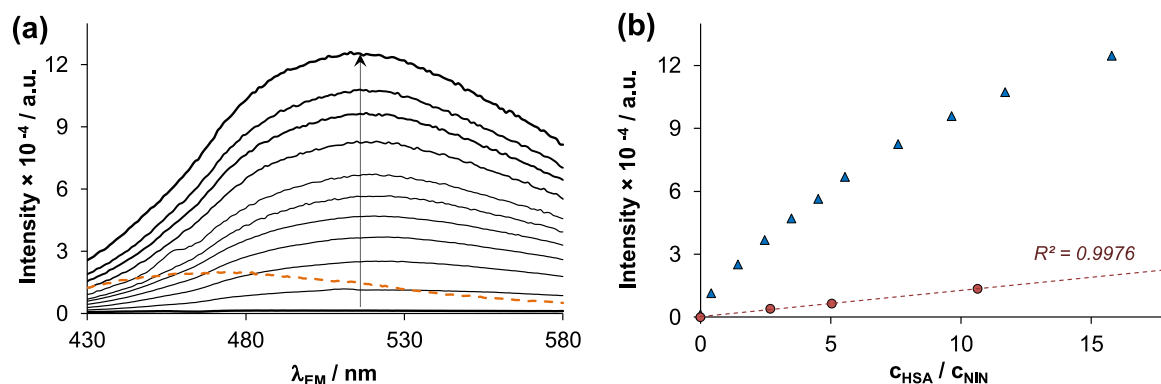 (a)
Intensity × 10⁻⁴ / a.u.
12
9
6
3
0
430 480 530 580
λEM / nm
(b)
Intensity × 10⁻⁴ / a.u.
12
9
6
3
0
R² = 0.9976
0 5 10 15
cHSA / cNIN